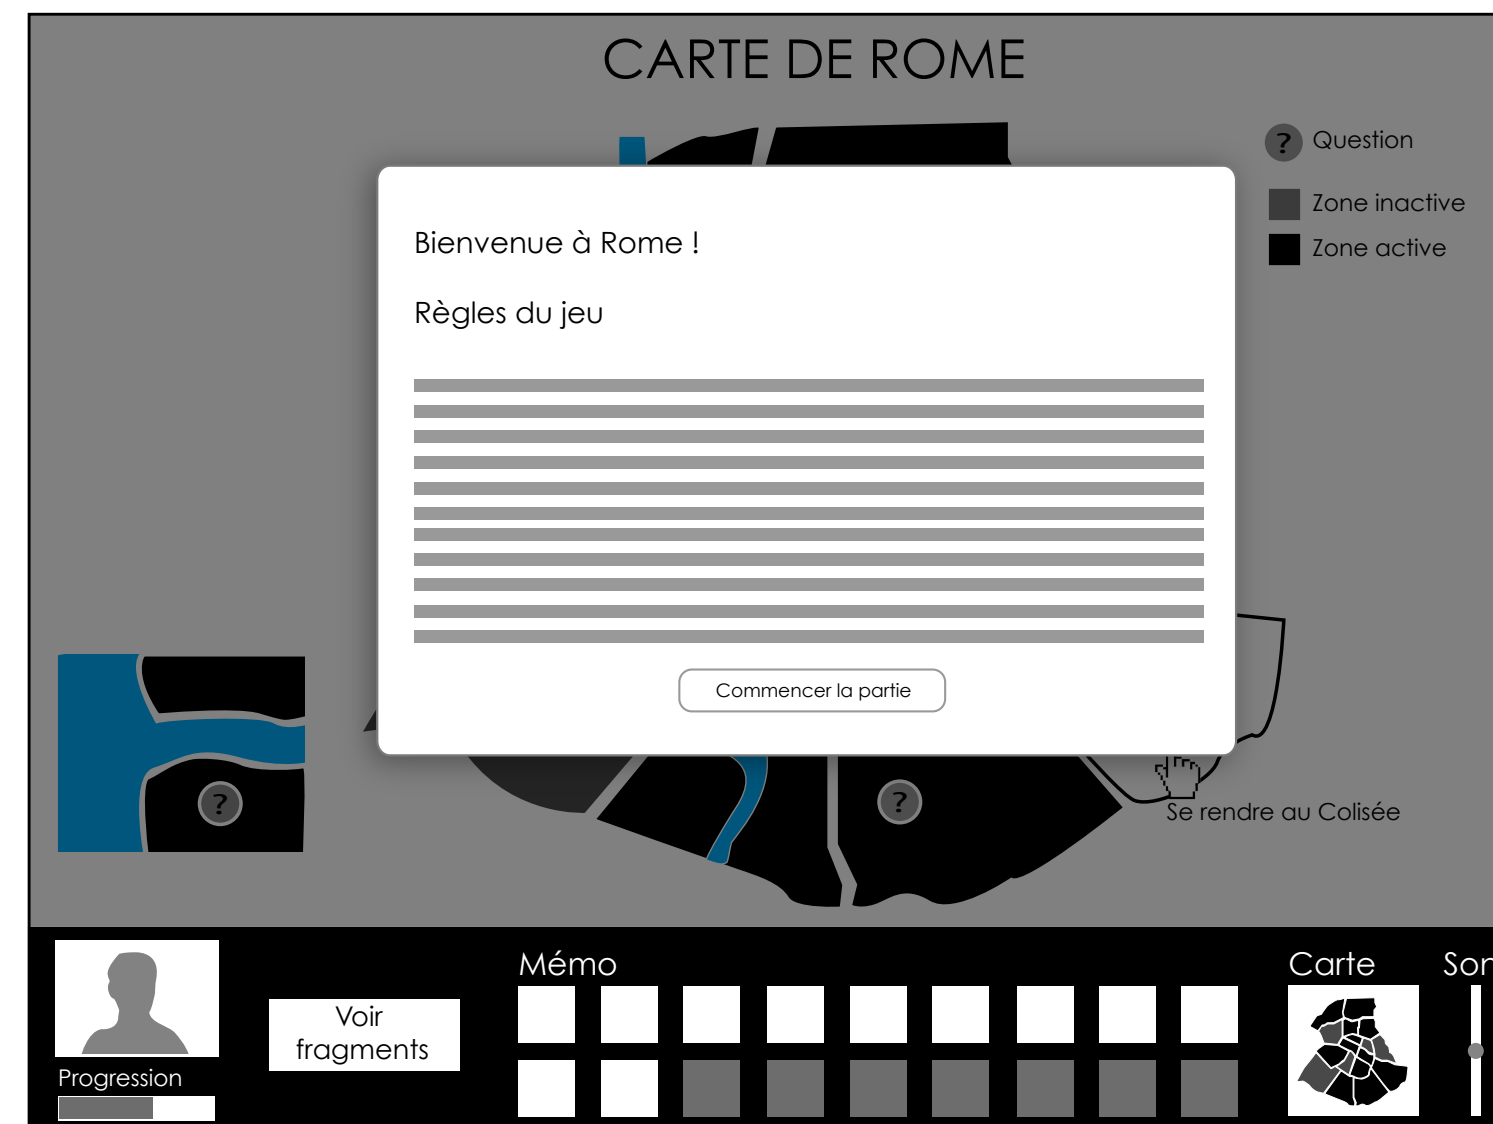 CARTE DE ROME
? Question
Zone inactive
Zone active
Bienvenue à Rome !
Règles du jeu
Commencer la partie
?
?
Se rendre au Colisée
Mémo
Carte
Son
Voir
fragments
Progression